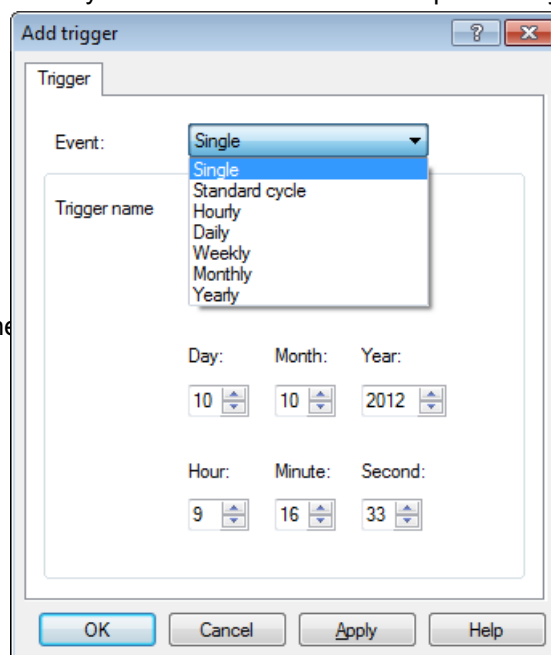 Add trigger
Trigger
Event: Single
Single
Standard cycle
Trigger name Hourly
Daily
Weekly
Monthly
Yearly
Day: Month: Year:
10 10 2012
Hour: Minute: Second:
9 16 33
OK Cancel Apply Help